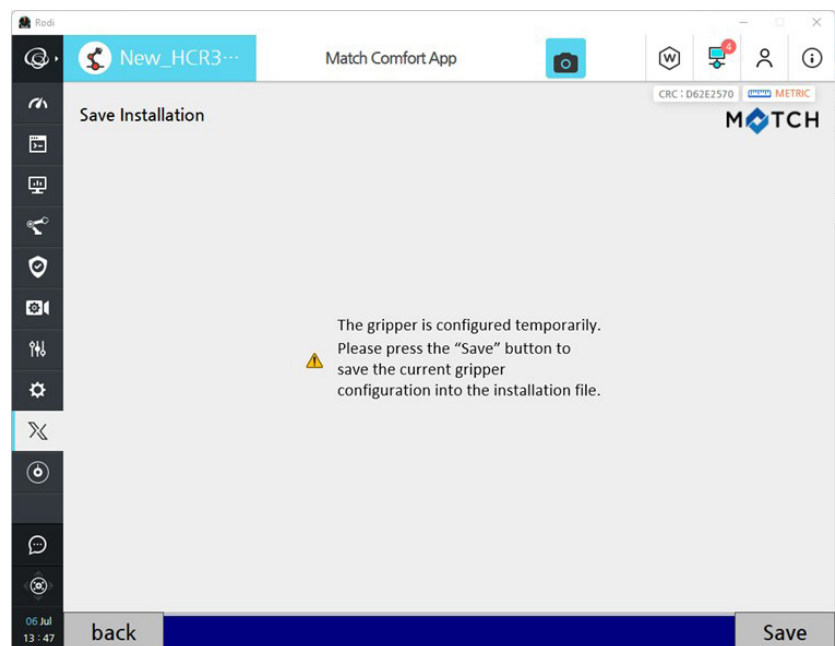 Rodi
New_HCR3···
Match Comfort App
W
4
CRC : D62E2570
METRIC
Save Installation
MATCH
The gripper is configured temporarily.
Please press the “Save” button to
save the current gripper
configuration into the installation file.
06 Jul
13 : 47
back
Save